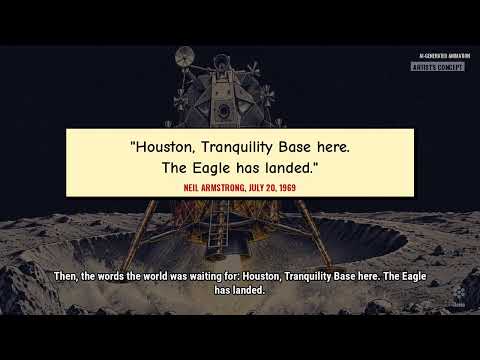 AI-GENERATED ANIMATION
ARTIST'S CONCEPT
"Houston, Tranquility Base here.
The Eagle has landed."
NEIL ARMSTRONG, JULY 20, 1969
Then, the words the world was waiting for: Houston, Tranquility Base here. The Eagle
has landed.